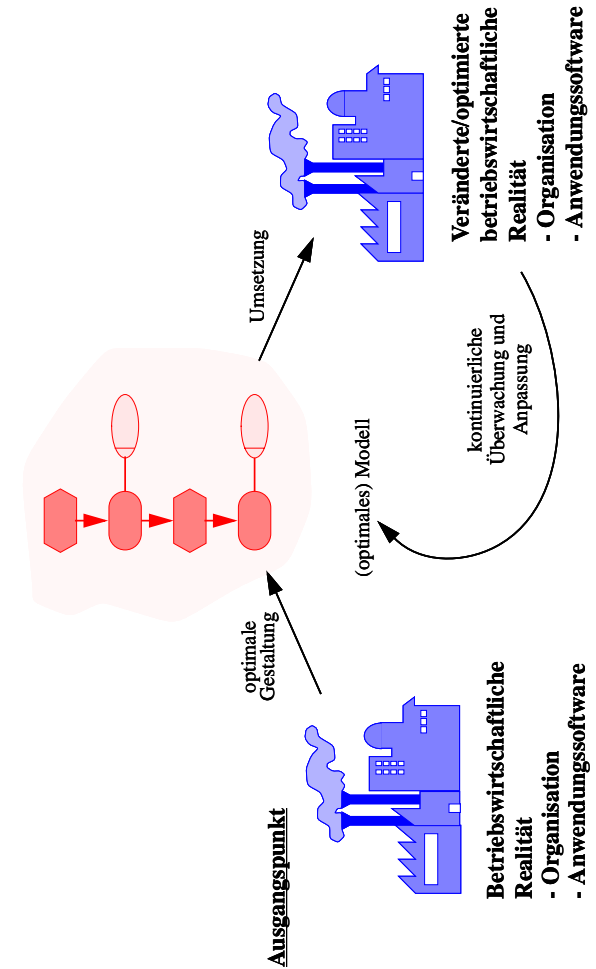 Ausgangspunkt
Betriebswirtschaftliche
Realität
- Organisation
- Anwendungssoftware
optimale
Gestaltung
(optimales) Modell
Umsetzung
Veränderte/optimierte
betriebswirtschaftliche
Realität
- Organisation
- Anwendungssoftware
kontinuierliche
Überwachung und
Anpassung